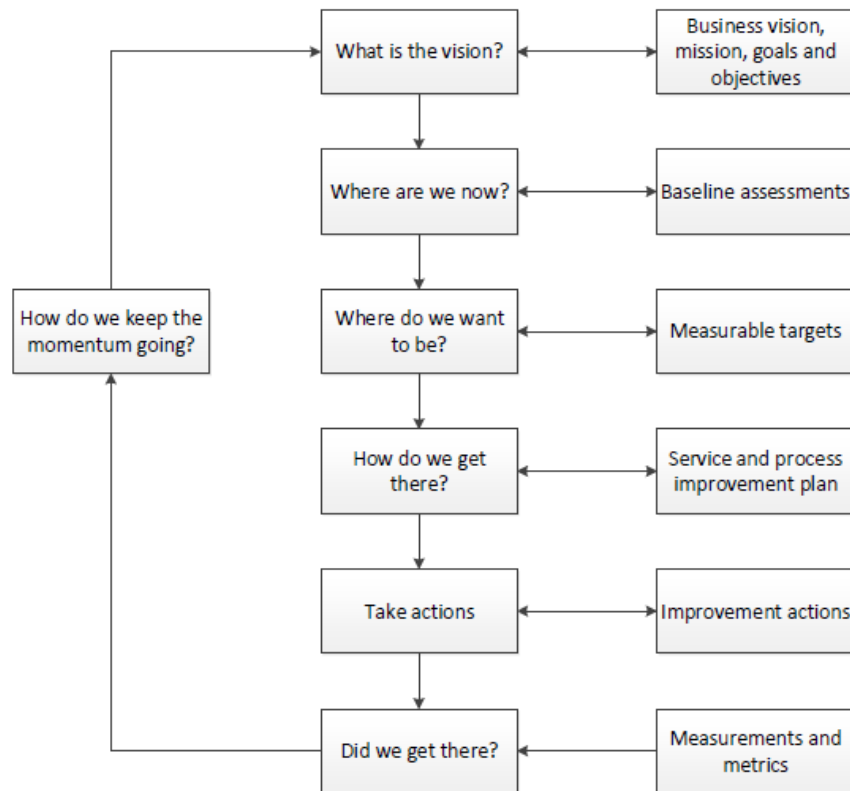 What is the vision?
Business vision,
mission, goals and
objectives
Where are we now?
Baseline assessments
How do we keep the
momentum going?
Where do we want
to be?
Measurable targets
How do we get
there?
Service and process
improvement plan
Take actions
Improvement actions
Did we get there?
Measurements and
metrics